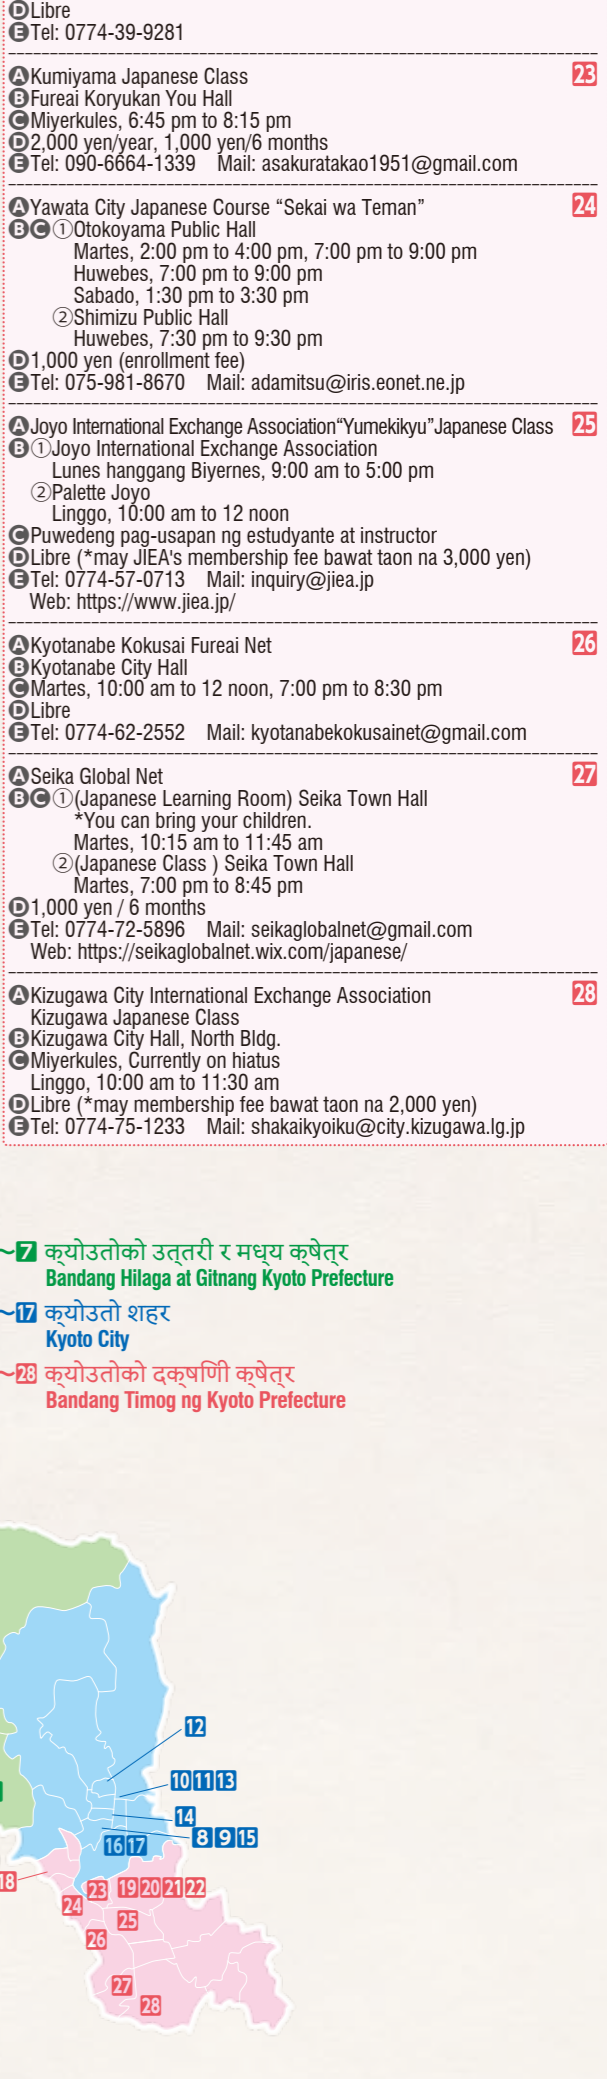 ⒹLibre
ⒺTel: 0774-39-9281
ⒶKumiyama Japanese Class 23
ⒷFureai Koryukan You Hall
ⒸMiyerkules, 6:45 pm to 8:15 pm
Ⓓ2,000 yen/year, 1,000 yen/6 months
ⒺTel: 090-6664-1339 Mail: asakuratakao1951@gmail.com
ⒶYawata City Japanese Course “Sekai wa Teman” 24
ⒷⒸ①Otokoyama Public Hall
Martes, 2:00 pm to 4:00 pm, 7:00 pm to 9:00 pm
Huwebes, 7:00 pm to 9:00 pm
Sabado, 1:30 pm to 3:30 pm
②Shimizu Public Hall
Huwebes, 7:30 pm to 9:30 pm
Ⓓ1,000 yen (enrollment fee)
ⒺTel: 075-981-8670 Mail: adamitsu@iris.eonet.ne.jp
ⒶJoyo International Exchange Association“Yumekikyu”Japanese Class 25
Ⓑ①Joyo International Exchange Association
Lunes hanggang Biyernes, 9:00 am to 5:00 pm
②Palette Joyo
Linggo, 10:00 am to 12 noon
ⒸPuwedeng pag-usapan ng estudyante at instructor
ⒹLibre (*may JIEA's membership fee bawat taon na 3,000 yen)
ⒺTel: 0774-57-0713 Mail: inquiry@jiea.jp
Web: https://www.jiea.jp/
ⒶKyotanabe Kokusai Fureai Net 26
ⒷKyotanabe City Hall
ⒸMartes, 10:00 am to 12 noon, 7:00 pm to 8:30 pm
ⒹLibre
ⒺTel: 0774-62-2552 Mail: kyotanabekokusainet@gmail.com
ⒶSeika Global Net 27
ⒷⒸ①(Japanese Learning Room) Seika Town Hall
*You can bring your children.
Martes, 10:15 am to 11:45 am
②(Japanese Class ) Seika Town Hall
Martes, 7:00 pm to 8:45 pm
Ⓓ1,000 yen / 6 months
ⒺTel: 0774-72-5896 Mail: seikaglobalnet@gmail.com
Web: https://seikaglobalnet.wix.com/japanese/
ⒶKizugawa City International Exchange Association 28
Kizugawa Japanese Class
ⒷKizugawa City Hall, North Bldg.
ⒸMiyerkules, Currently on hiatus
Linggo, 10:00 am to 11:30 am
ⒹLibre (*may membership fee bawat taon na 2,000 yen)
ⒺTel: 0774-75-1233 Mail: shakaikyoiku@city.kizugawa.lg.jp
~7 क्योउतोको उत्तरी र मध्य क्षेत्र
Bandang Hilaga at Gitnang Kyoto Prefecture
~17 क्योउतो शहर
Kyoto City
~28 क्योउतोको दक्षिणी क्षेत्र
Bandang Timog ng Kyoto Prefecture
12
10 11 13
14
8 9 15
16 17
18
23 19 20 21 22
24
25
26
27
28